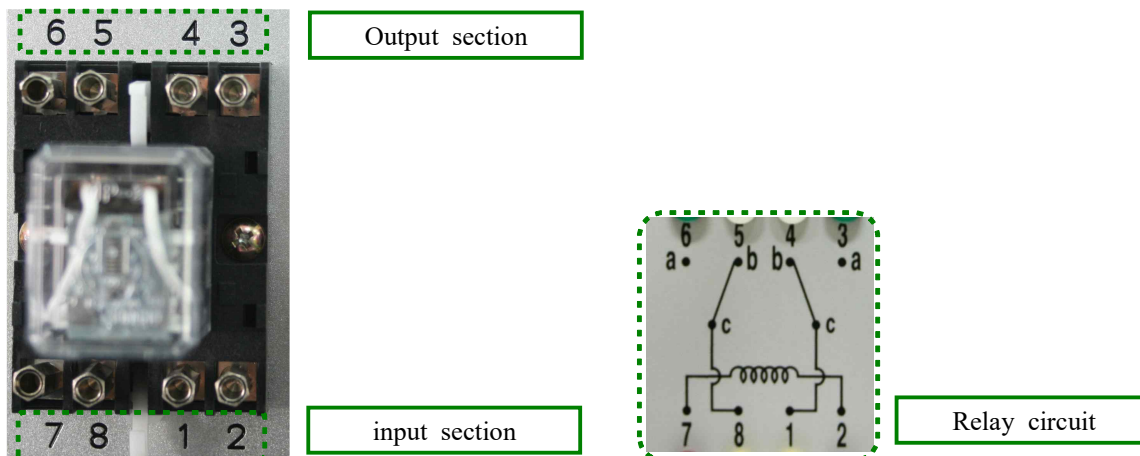 6 5 4 3
Output section
6 5 4 3
a b b a
c c
7 8 1 2
input section
7 8 1 2
Relay circuit